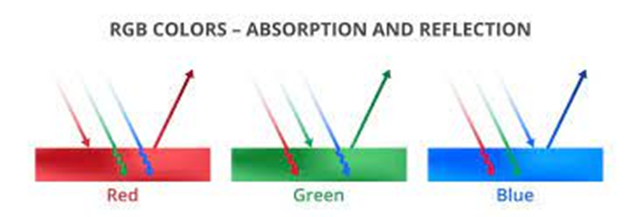 RGB COLORS – ABSORPTION AND REFLECTION
Red
Green
Blue